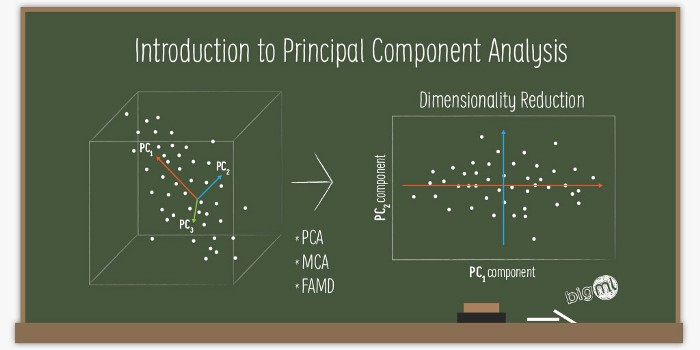 Introduction to Principal Component Analysis
PC1
PC2
PC3
* PCA
* MCA
* FAMD
Dimensionality Reduction
PC2 component
PC1 component
bigml